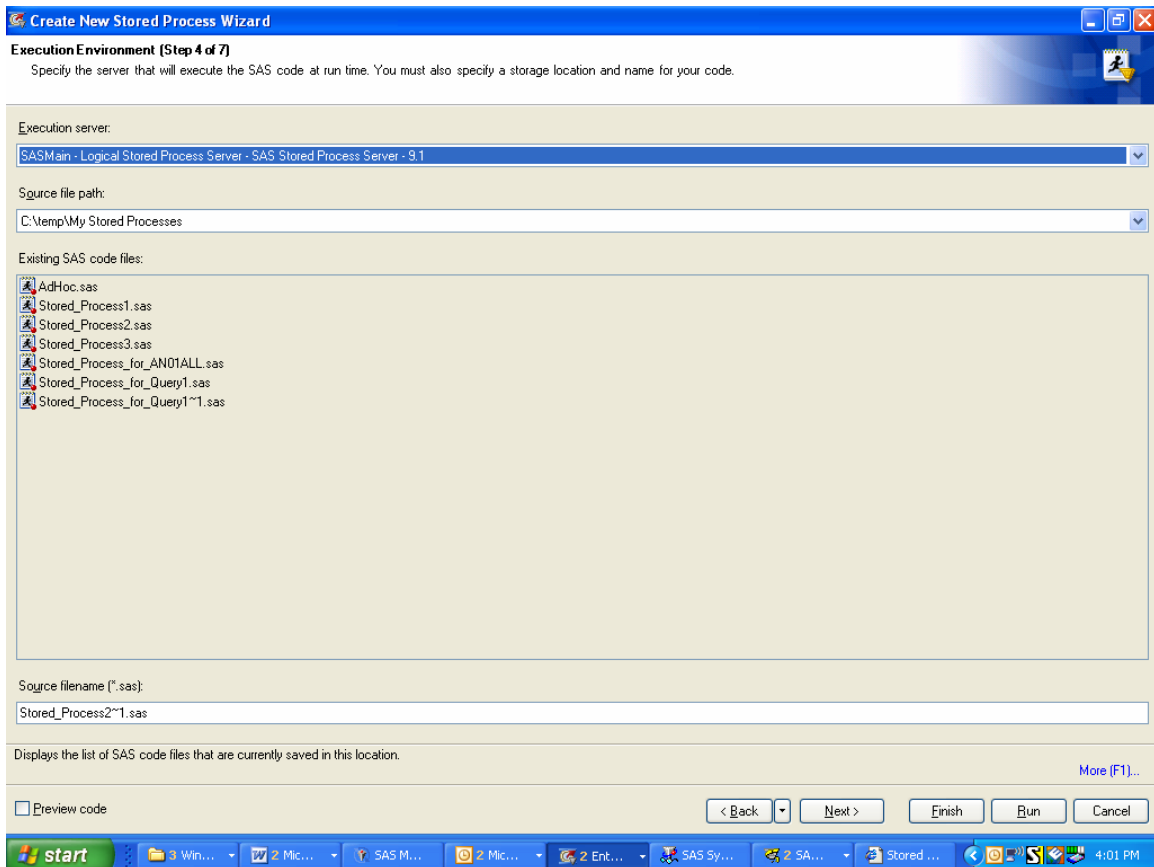 Create New Stored Process Wizard
Execution Environment (Step 4 of 7)
Specify the server that will execute the SAS code at run time. You must also specify a storage location and name for your code.
Execution server:
SASMain - Logical Stored Process Server - SAS Stored Process Server - 9.1
Source file path:
C:\temp\My Stored Processes
Existing SAS code files:
AdHoc.sas
Stored_Process1.sas
Stored_Process2.sas
Stored_Process3.sas
Stored_Process_for_AN01ALL.sas
Stored_Process_for_Query1.sas
Stored_Process_for_Query1~1.sas
Source filename (*.sas):
Stored_Process2~1.sas
Displays the list of SAS code files that are currently saved in this location.
More (F1)...
Preview code
< Back
Next >
Finish
Run
Cancel
start
3 Win...
2 Mic...
SAS M...
2 Mic...
2 Ent...
SAS Sy...
2 SA...
Stored ...
4:01 PM